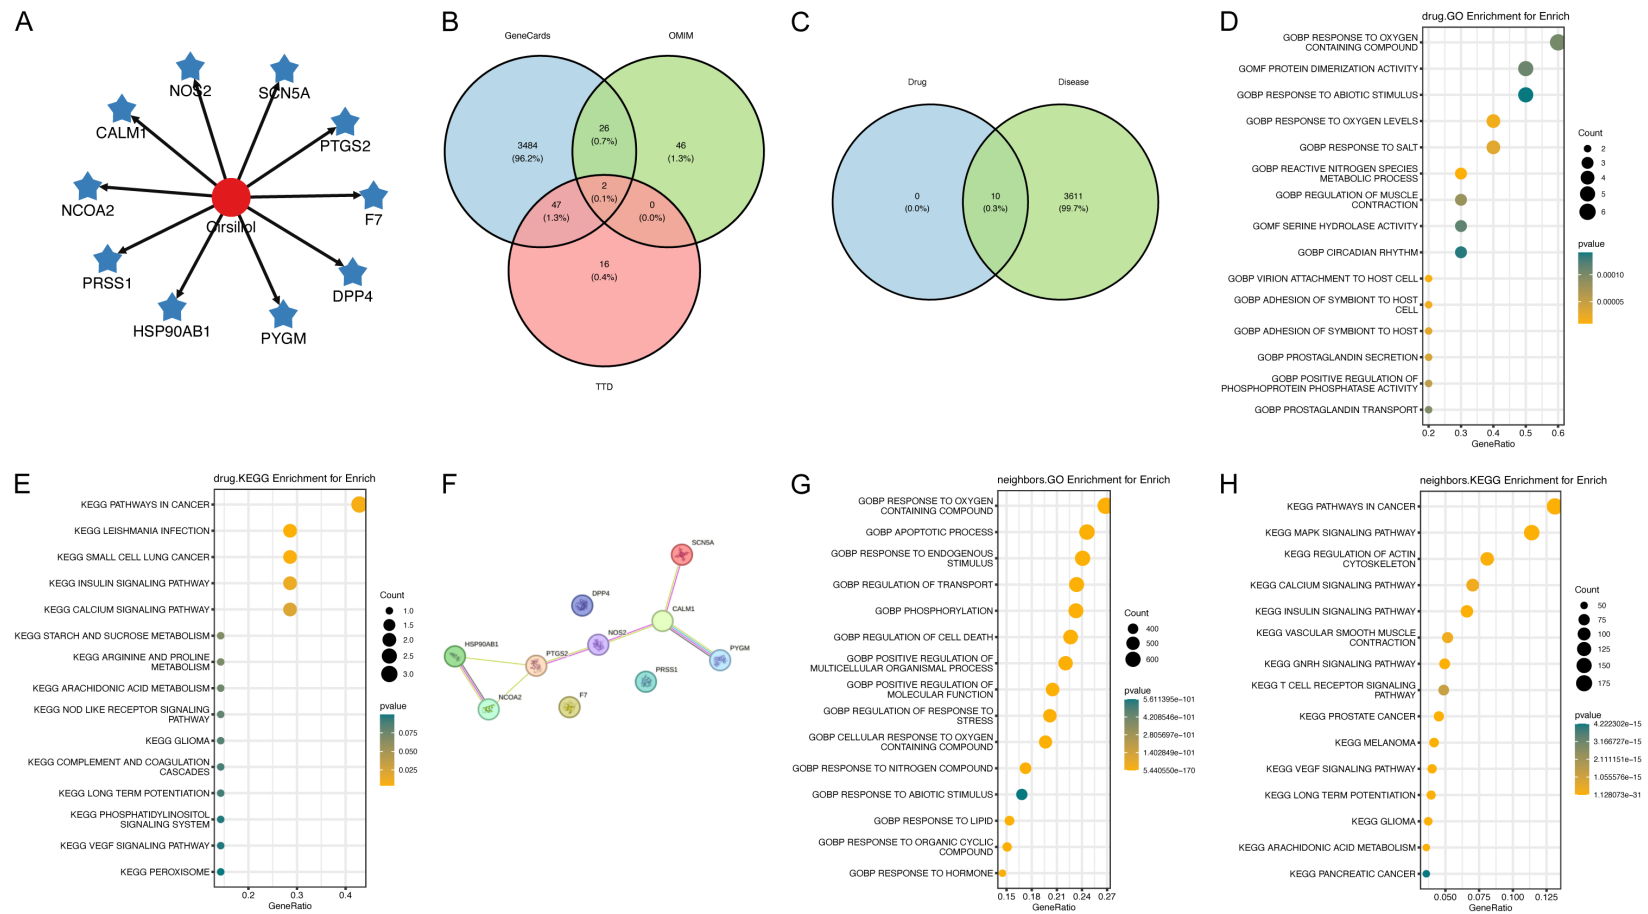 A
NOS2
SCN5A
CALM1
PTGS2
NCOA2
F7
Cirsiliol
PRSS1
DPP4
HSP90AB1
PYGM
B
GeneCards
OMIM
3484
(96.2%)
26
(0.7%)
46
(1.3%)
2
(0.1%)
47
(1.3%)
0
(0.0%)
16
(0.4%)
TTD
C
Drug
Disease
0
(0.0%)
10
(0.3%)
3611
(99.7%)
D
drug.GO Enrichment for Enrich
GOBP RESPONSE TO OXYGEN
CONTAINING COMPOUND
GOMF PROTEIN DIMERIZATION ACTIVITY
GOBP RESPONSE TO ABIOTIC STIMULUS
GOBP RESPONSE TO OXYGEN LEVELS
GOBP RESPONSE TO SALT
GOBP REACTIVE NITROGEN SPECIES
METABOLIC PROCESS
GOBP REGULATION OF MUSCLE
CONTRACTION
GOMF SERINE HYDROLASE ACTIVITY
GOBP CIRCADIAN RHYTHM
GOBP VIRION ATTACHMENT TO HOST CELL
GOBP ADHESION OF SYMBIONT TO HOST
CELL
GOBP ADHESION OF SYMBIONT TO HOST
GOBP PROSTAGLANDIN SECRETION
GOBP POSITIVE REGULATION OF
PHOSPHOPROTEIN PHOSPHATASE ACTIVITY
GOBP PROSTAGLANDIN TRANSPORT
0.2 0.3 0.4 0.5 0.6
GeneRatio
Count
2
3
4
5
6
pvalue
0.00010
0.00005
E
drug.KEGG Enrichment for Enrich
KEGG PATHWAYS IN CANCER
KEGG LEISHMANIA INFECTION
KEGG SMALL CELL LUNG CANCER
KEGG INSULIN SIGNALING PATHWAY
KEGG CALCIUM SIGNALING PATHWAY
KEGG STARCH AND SUCROSE METABOLISM
KEGG ARGININE AND PROLINE
METABOLISM
KEGG ARACHIDONIC ACID METABOLISM
KEGG NOD LIKE RECEPTOR SIGNALING
PATHWAY
KEGG GLIOMA
KEGG COMPLEMENT AND COAGULATION
CASCADES
KEGG LONG TERM POTENTIATION
KEGG PHOSPHATIDYLINOSITOL
SIGNALING SYSTEM
KEGG VEGF SIGNALING PATHWAY
KEGG PEROXISOME
0.2 0.3 0.4
GeneRatio
Count
1.0
1.5
2.0
2.5
3.0
pvalue
0.075
0.050
0.025
F
SCN5A
DPP4
CALM1
NOS2
HSP90AB1
PTGS2
PYGM
PRSS1
NCOA2
F7
G
neighbors.GO Enrichment for Enrich
GOBP RESPONSE TO OXYGEN
CONTAINING COMPOUND
GOBP APOPTOTIC PROCESS
GOBP RESPONSE TO ENDOGENOUS
STIMULUS
GOBP REGULATION OF TRANSPORT
GOBP PHOSPHORYLATION
GOBP REGULATION OF CELL DEATH
GOBP POSITIVE REGULATION OF
MULTICELLULAR ORGANISMAL PROCESS
GOBP POSITIVE REGULATION OF
MOLECULAR FUNCTION
GOBP REGULATION OF RESPONSE TO
STRESS
GOBP CELLULAR RESPONSE TO OXYGEN
CONTAINING COMPOUND
GOBP RESPONSE TO NITROGEN COMPOUND
GOBP RESPONSE TO ABIOTIC STIMULUS
GOBP RESPONSE TO LIPID
GOBP RESPONSE TO ORGANIC CYCLIC
COMPOUND
GOBP RESPONSE TO HORMONE
0.15 0.18 0.21 0.24 0.27
GeneRatio
Count
400
500
600
pvalue
5.611395e−101
4.208546e−101
2.805697e−101
1.402849e−101
5.440550e−170
H
neighbors.KEGG Enrichment for Enrich
KEGG PATHWAYS IN CANCER
KEGG MAPK SIGNALING PATHWAY
KEGG REGULATION OF ACTIN
CYTOSKELETON
KEGG CALCIUM SIGNALING PATHWAY
KEGG INSULIN SIGNALING PATHWAY
KEGG VASCULAR SMOOTH MUSCLE
CONTRACTION
KEGG GNRH SIGNALING PATHWAY
KEGG T CELL RECEPTOR SIGNALING
PATHWAY
KEGG PROSTATE CANCER
KEGG MELANOMA
KEGG VEGF SIGNALING PATHWAY
KEGG LONG TERM POTENTIATION
KEGG GLIOMA
KEGG ARACHIDONIC ACID METABOLISM
KEGG PANCREATIC CANCER
0.050 0.075 0.100 0.125
GeneRatio
Count
50
75
100
125
150
175
pvalue
4.222302e−15
3.166727e−15
2.111151e−15
1.055576e−15
1.128073e−31